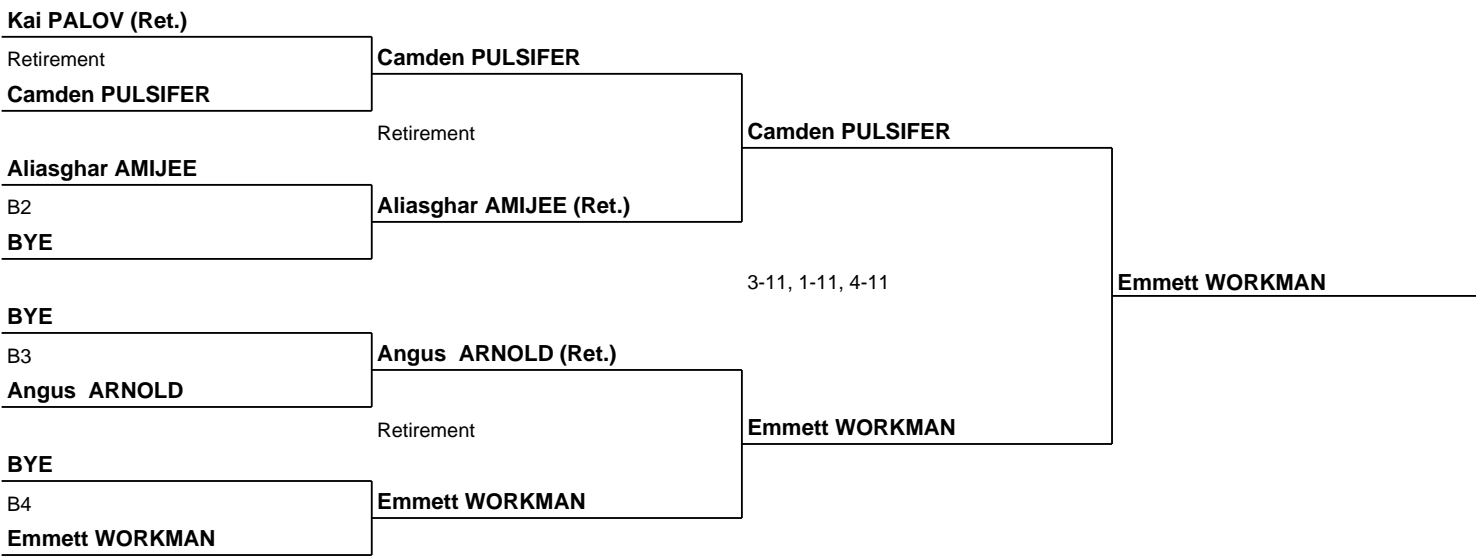 Kai PALOV (Ret.)
Retirement
Camden PULSIFER
Camden PULSIFER
Retirement
Camden PULSIFER
Aliasghar AMIJEE
B2
Aliasghar AMIJEE (Ret.)
BYE
3-11, 1-11, 4-11
Emmett WORKMAN
BYE
B3
Angus  ARNOLD (Ret.)
Angus  ARNOLD
Retirement
Emmett WORKMAN
BYE
B4
Emmett WORKMAN
Emmett WORKMAN